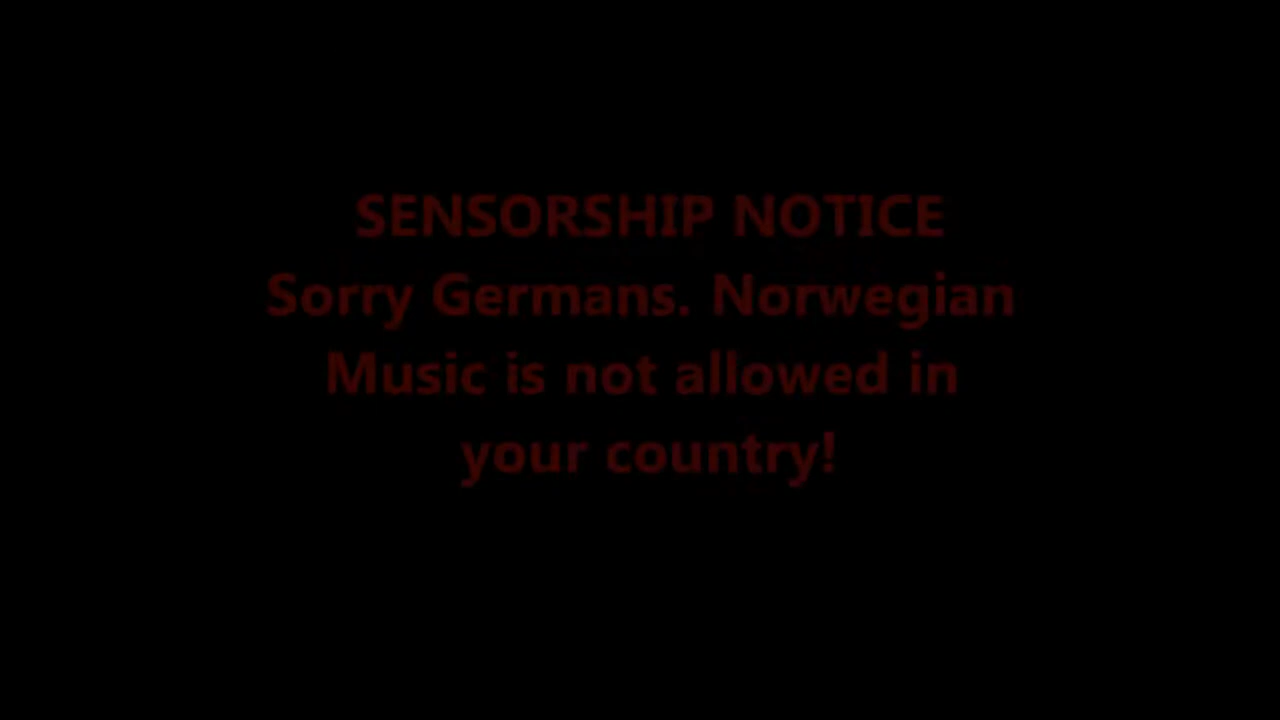 SENSORSHIP NOTICE
Sorry Germans. Norwegian
Music is not allowed in
your country!